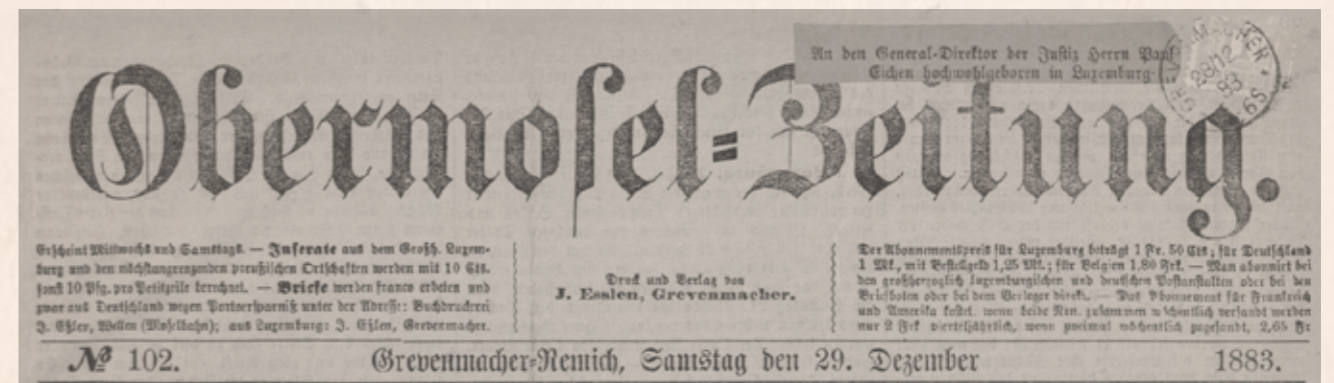 An den General-Direktor der Justiz Herrn Paul
Eichen hochwohlgeboren in Luxemburg
GREVENMACHER
28/12
83
6S
Obermosel-Zeitung.
Erscheint Mittwochs und Samstags. — Inserate aus dem Großh. Luxem-
burg und den nächstangrenzenden preußischen Ortschaften werden mit 10 Cts.
sonst 10 Pfg. pro Petitzeile berechnet. — Briefe werden franco erbeten und
zwar aus Deutschland wegen Portoersparniß unter der Adresse: Buchdruckerei
J. Eßlen, Wellen (Moselbahn); aus Luxemburg: J. Eßlen, Grevenmacher.
Druck und Verlag von
J. Esslen, Grevenmacher.
Der Abonnementspreis für Luxemburg beträgt 1 Fr. 50 Cts; für Deutschland
1 Mk., mit Bestellgeld 1,25 Mk.; für Belgien 1,80 Frk. — Man abonnirt bei
den großherzoglich luxemburgischen und deutschen Postanstalten oder bei den
Briefboten oder bei dem Verleger direkt. — Das Abonnement für Frankreich
und Amerika kostet, wenn beide Nrn. zusammen wöchentlich versandt werden
nur 2 Frk vierteljährlich, wenn zweimal wöchentlich zugesandt, 2,65 Fr
№ 102.
Grevenmacher-Remich, Samstag den 29. Dezember
1883.